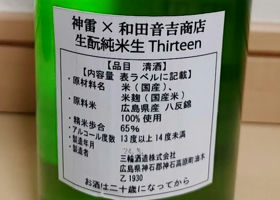 神雷 × 和田音吉商店
生酛純米生 Thirteen
【品目 清酒】
【内容量 表ラベルに記載】
・原材料名 米(国産)、
米麹(国産米)
・原料米 広島県産 八反錦
・精米歩合 65%
・アルコール度数 13度以上14度未満
・製造年月
・製造者 三輪酒造株式会社
広島県神石郡神石高原町油木
乙1930
お酒は二十歳になってから